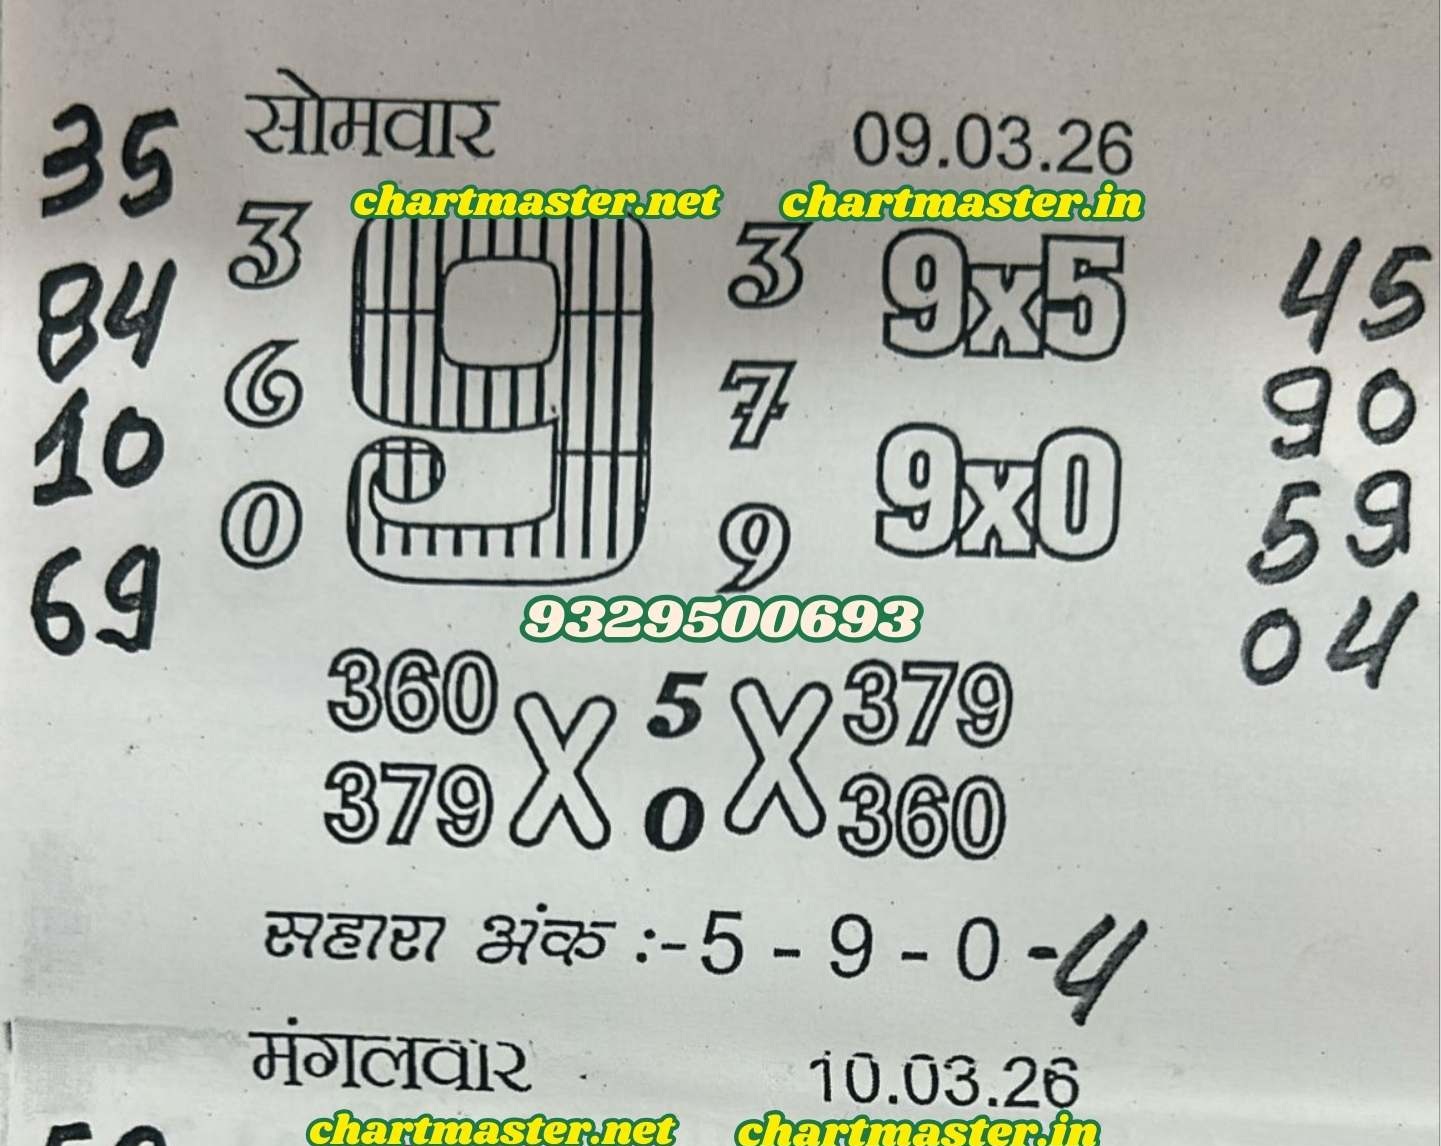 सोमवार 09.03.26
chartmaster.net chartmaster.in
35 3 9 3 9x5 45
84 6 7 90
10 0 9 9x0 59
69 04
9329500693
360 X 5 X 379
379 0 360
सहारा अंक :- 5 - 9 - 0 - 4
मंगलवार 10.03.26
chartmaster.net chartmaster.in